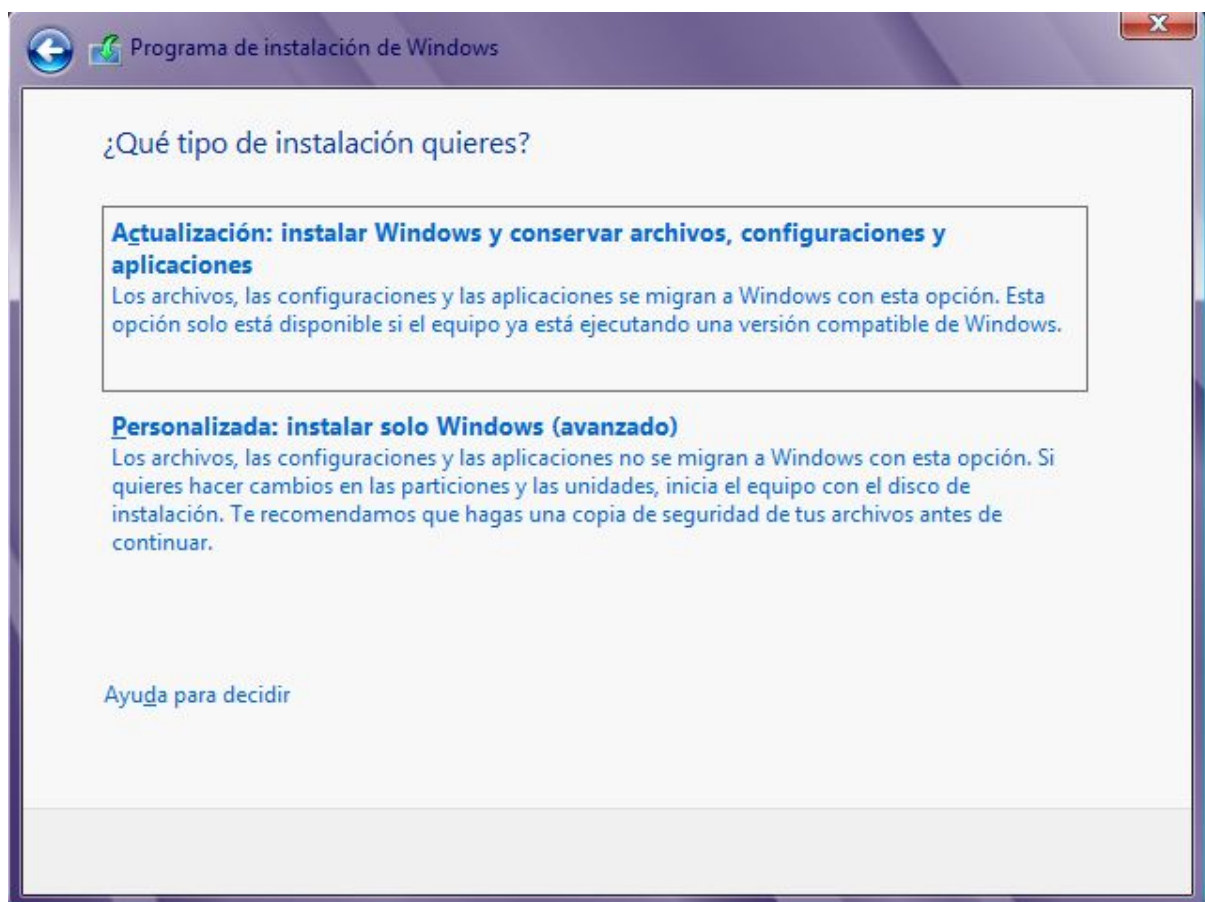 Programa de instalación de Windows
¿Qué tipo de instalación quieres?
Actualización: instalar Windows y conservar archivos, configuraciones y
aplicaciones
Los archivos, las configuraciones y las aplicaciones se migran a Windows con esta opción. Esta
opción solo está disponible si el equipo ya está ejecutando una versión compatible de Windows.
Personalizada: instalar solo Windows (avanzado)
Los archivos, las configuraciones y las aplicaciones no se migran a Windows con esta opción. Si
quieres hacer cambios en las particiones y las unidades, inicia el equipo con el disco de
instalación. Te recomendamos que hagas una copia de seguridad de tus archivos antes de
continuar.
Ayuda para decidir